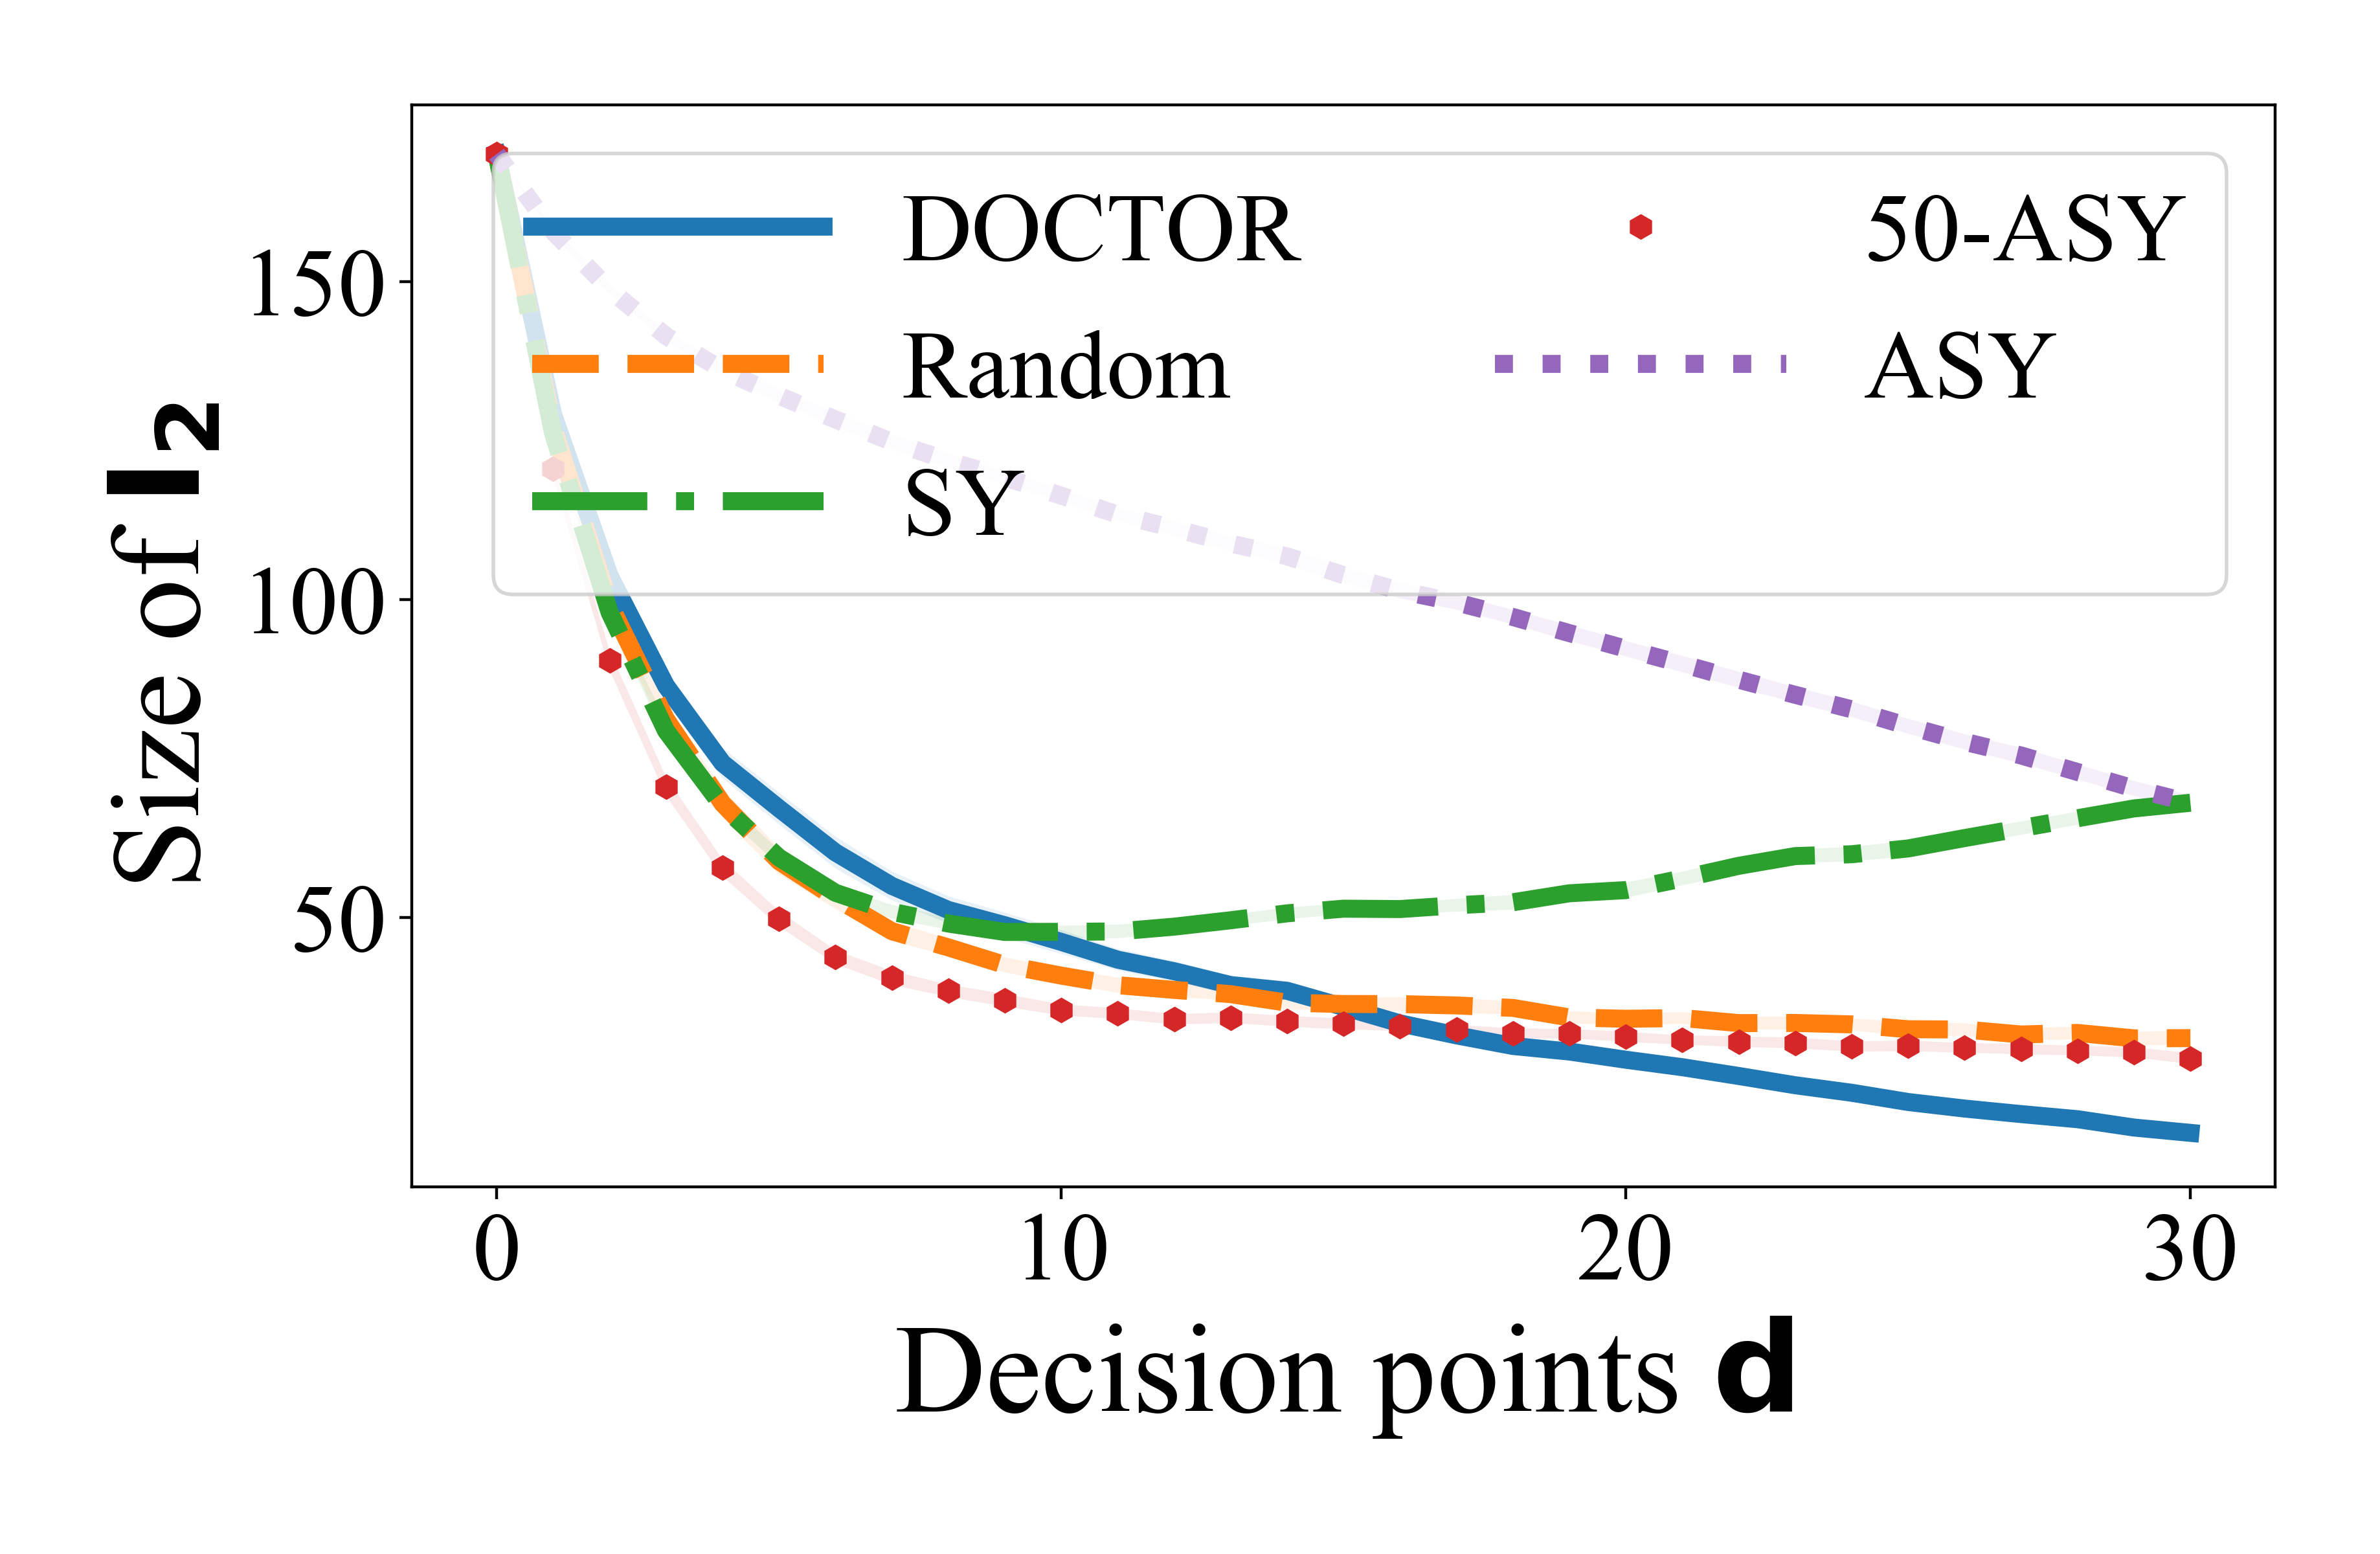 Size of l₂
150
100
50
DOCTOR
Random
SY
50-ASY
ASY
0 10 20 30
Decision points d